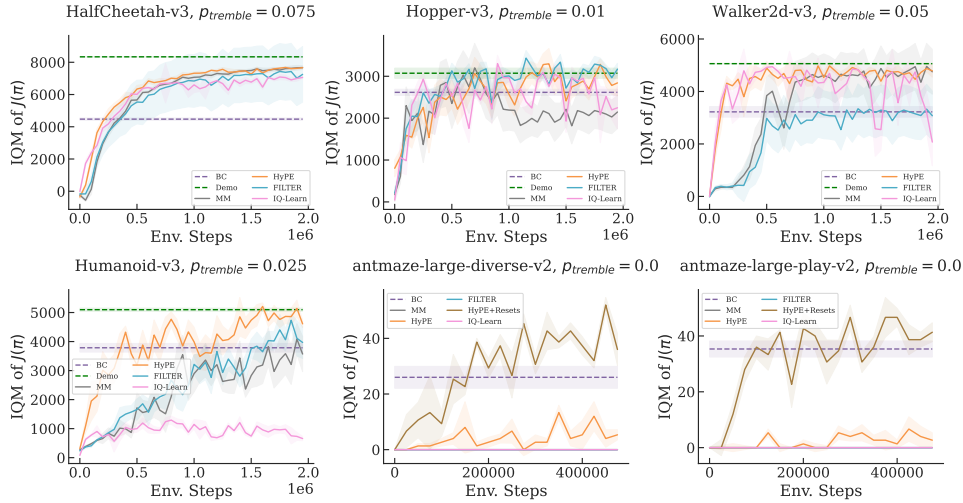 HalfCheetah-v3, p_tremble = 0.075
IQM of J(π)
8000
6000
4000
2000
0
BC
Demo
MM
HyPE
FILTER
IQ-Learn
0.0
0.5
1.0
1.5
2.0
1e6
Env. Steps
Hopper-v3, p_tremble = 0.01
IQM of J(π)
3000
2000
1000
0
BC
Demo
MM
HyPE
FILTER
IQ-Learn
0.0
0.5
1.0
1.5
2.0
1e6
Env. Steps
Walker2d-v3, p_tremble = 0.05
IQM of J(π)
6000
4000
2000
0
BC
Demo
MM
HyPE
FILTER
IQ-Learn
0.0
0.5
1.0
1.5
2.0
1e6
Env. Steps
Humanoid-v3, p_tremble = 0.025
IQM of J(π)
5000
4000
3000
2000
1000
0
BC
Demo
MM
HyPE
FILTER
IQ-Learn
0.0
0.5
1.0
1.5
2.0
1e6
Env. Steps
antmaze-large-diverse-v2, p_tremble = 0.0
IQM of J(π)
40
20
0
BC
MM
HyPE
FILTER
HyPE+Resets
IQ-Learn
0
200000
400000
Env. Steps
antmaze-large-play-v2, p_tremble = 0.0
IQM of J(π)
40
20
0
BC
MM
HyPE
FILTER
HyPE+Resets
IQ-Learn
0
200000
400000
Env. Steps